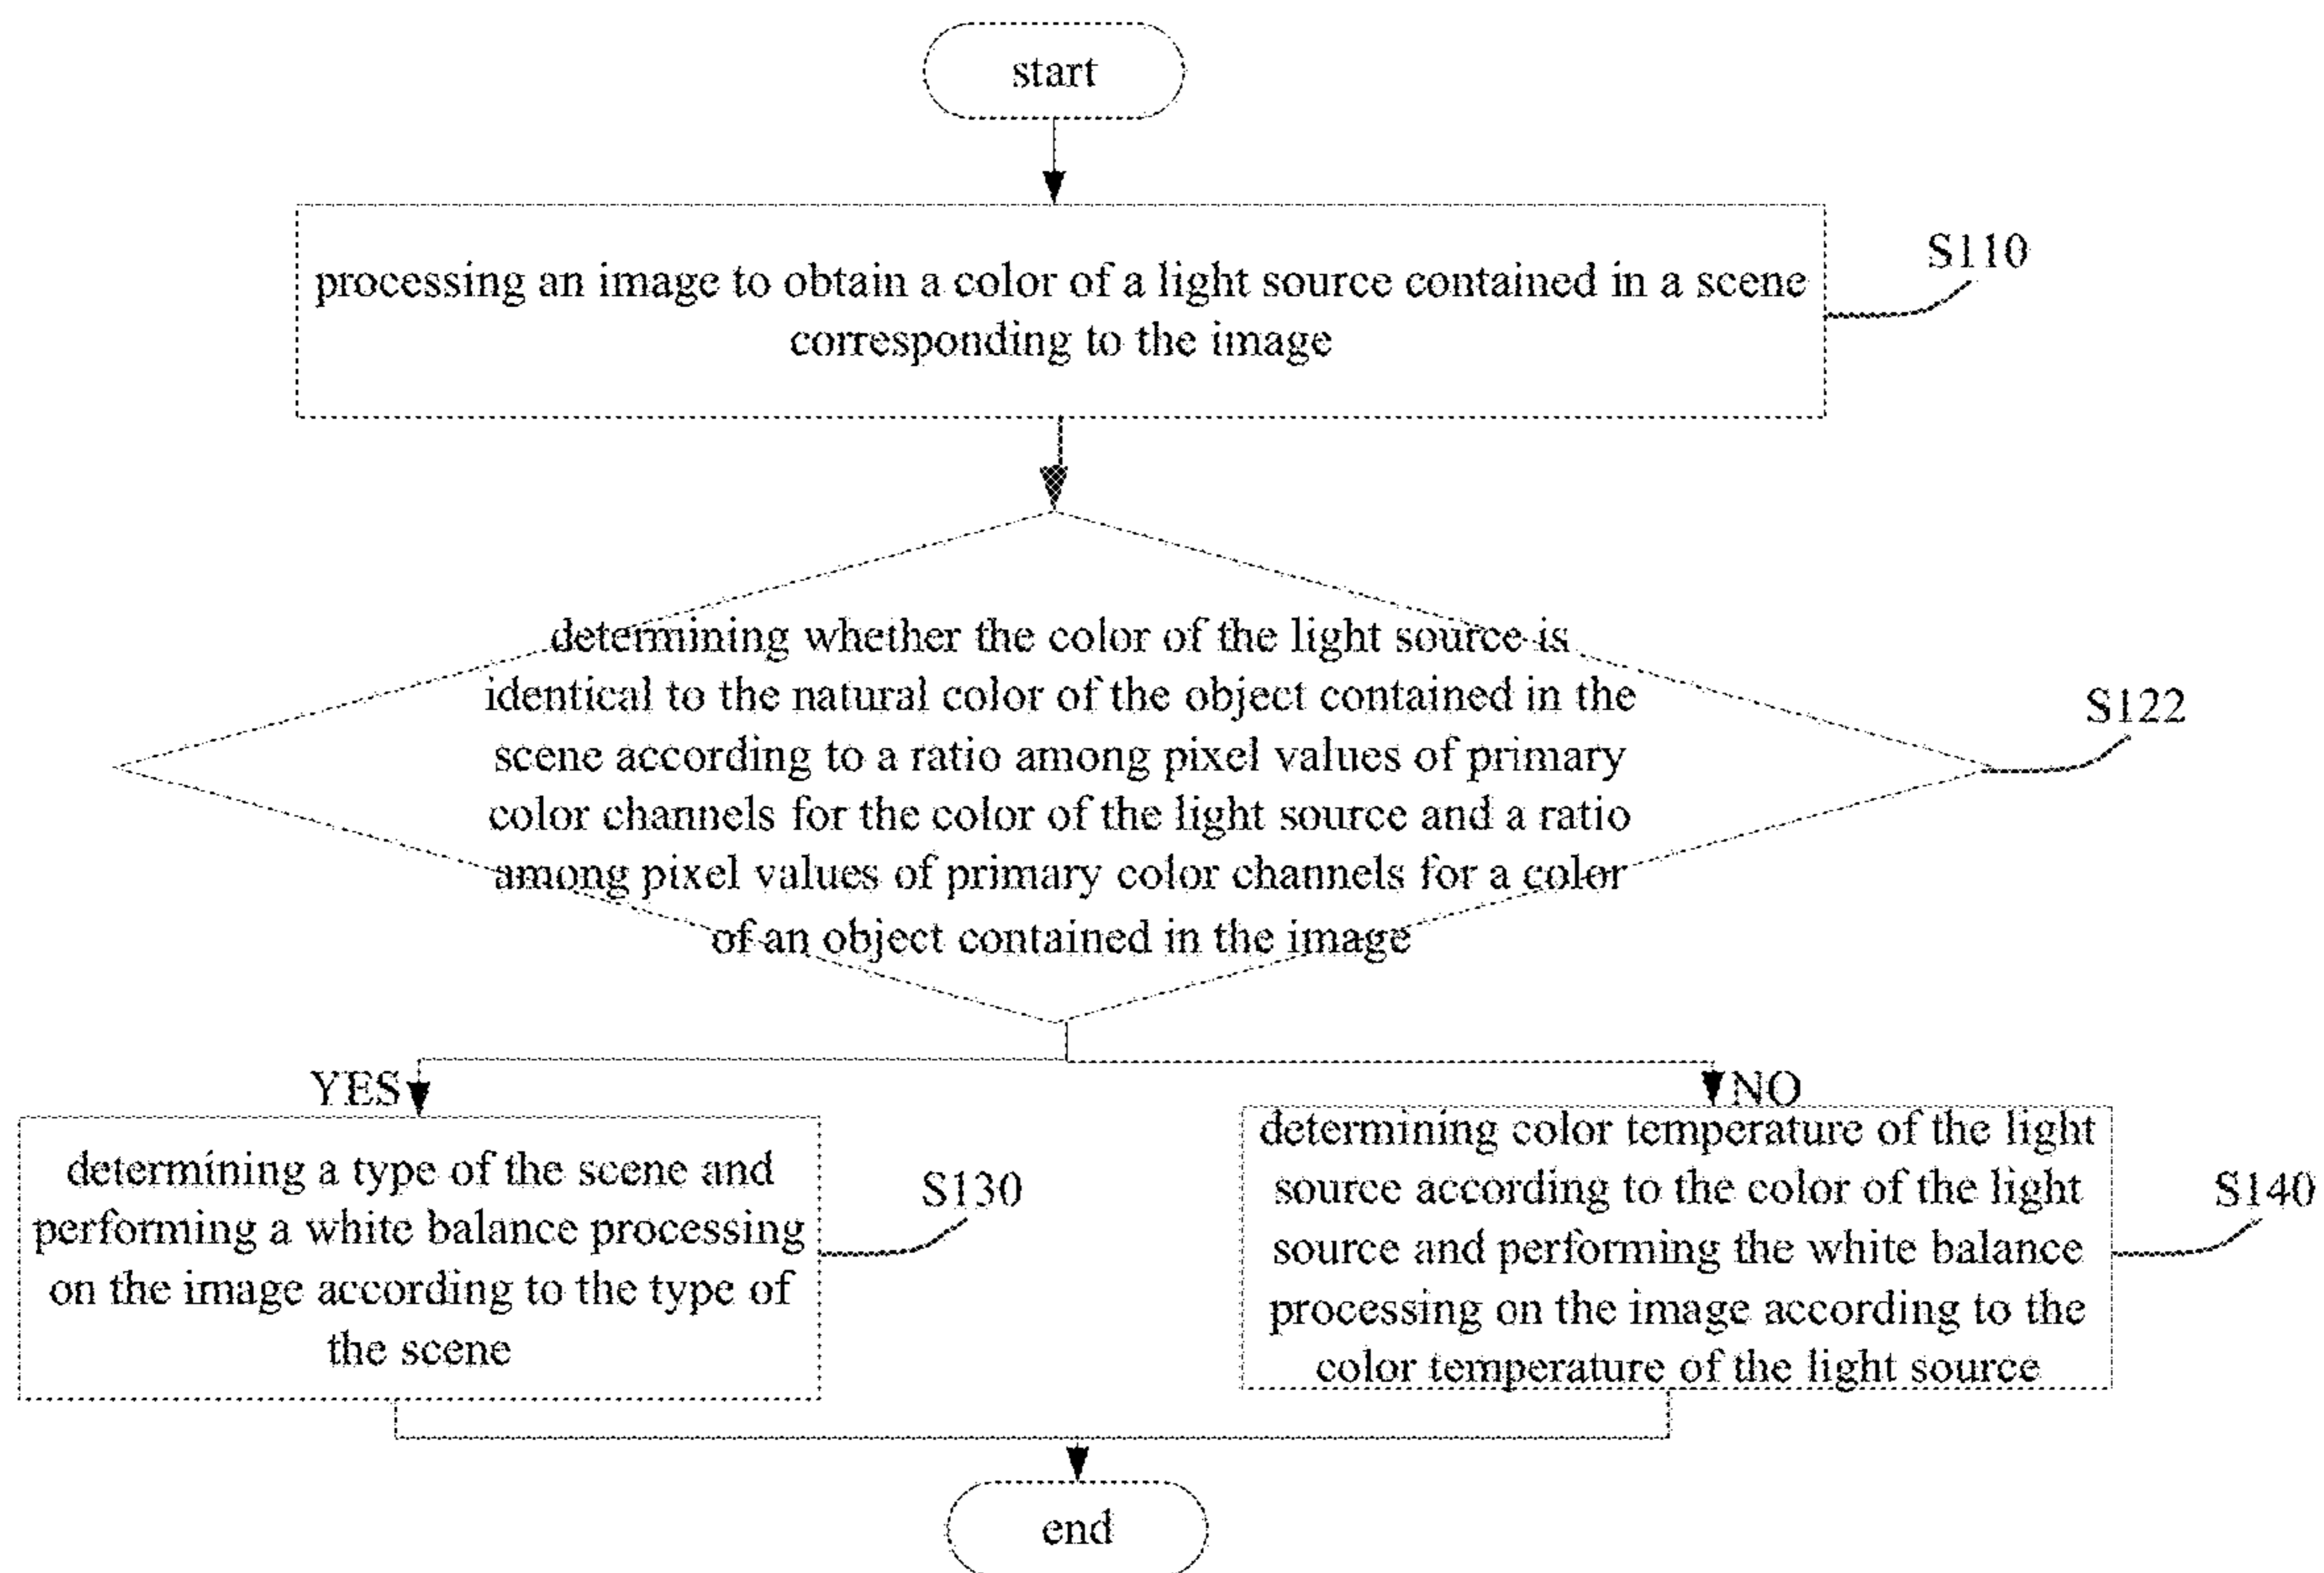 start
processing an image to obtain a color of a light source contained in a scene
corresponding to the image
S110
determining whether the color of the light source is
identical to the natural color of the object contained in the
scene according to a ratio among pixel values of primary
color channels for the color of the light source and a ratio
among pixel values of primary color channels for a color
of an object contained in the image
S122
YES
NO
determining a type of the scene and
performing a white balance processing
on the image according to the type of
the scene
S130
determining color temperature of the light
source according to the color of the light
source and performing the white balance
processing on the image according to the
color temperature of the light source
S140
end